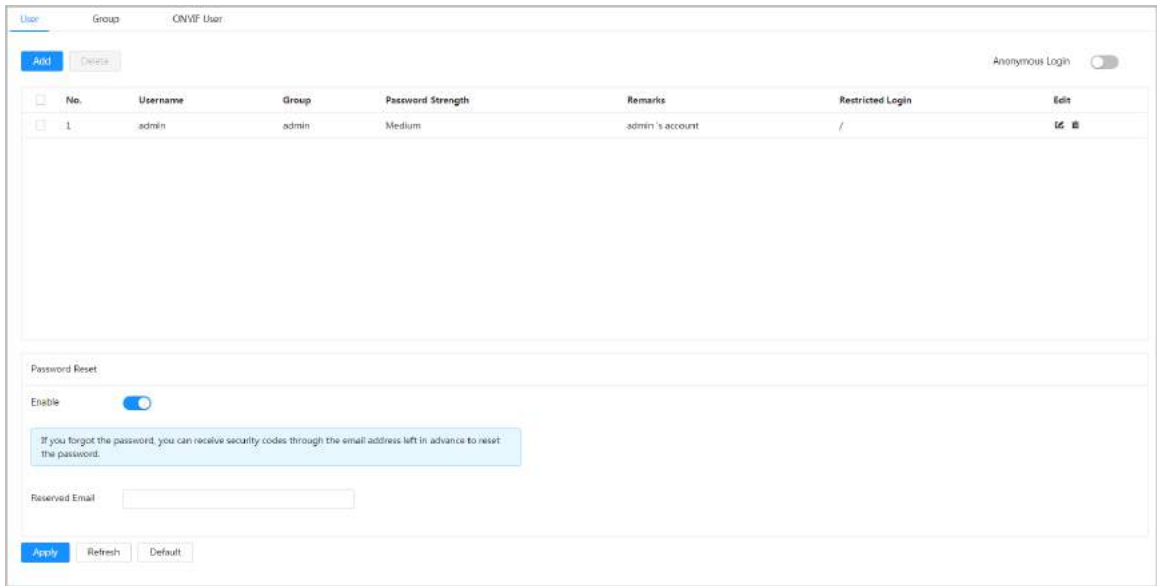 User Group ONVIF User
Add Delete Anonymous Login
No. Username Group Password Strength Remarks Restricted Login Edit
1 admin admin Medium admin 's account /
Password Reset
Enable
If you forgot the password, you can receive security codes through the email address left in advance to reset
the password.
Reserved Email
Apply Refresh Default